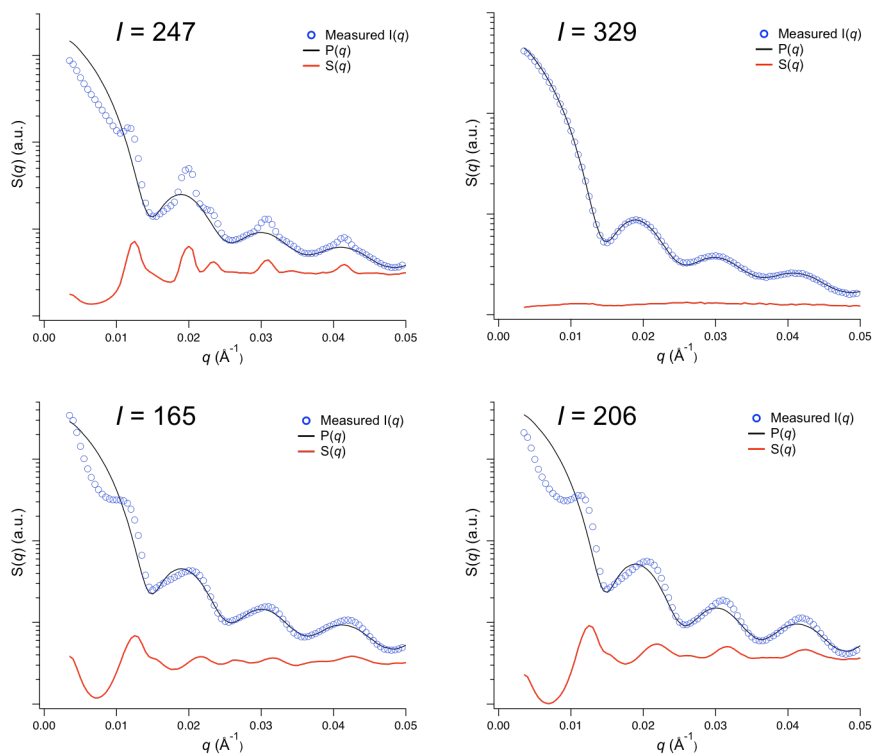 l = 247
Measured I(q)
P(q)
S(q)
S(q) (a.u.)
0.00 0.01 0.02 0.03 0.04 0.05
q (Å⁻¹)
l = 329
Measured I(q)
P(q)
S(q)
S(q) (a.u.)
0.00 0.01 0.02 0.03 0.04 0.05
q (Å⁻¹)
l = 165
Measured I(q)
P(q)
S(q)
S(q) (a.u.)
0.00 0.01 0.02 0.03 0.04 0.05
q (Å⁻¹)
l = 206
Measured I(q)
P(q)
S(q)
S(q) (a.u.)
0.00 0.01 0.02 0.03 0.04 0.05
q (Å⁻¹)